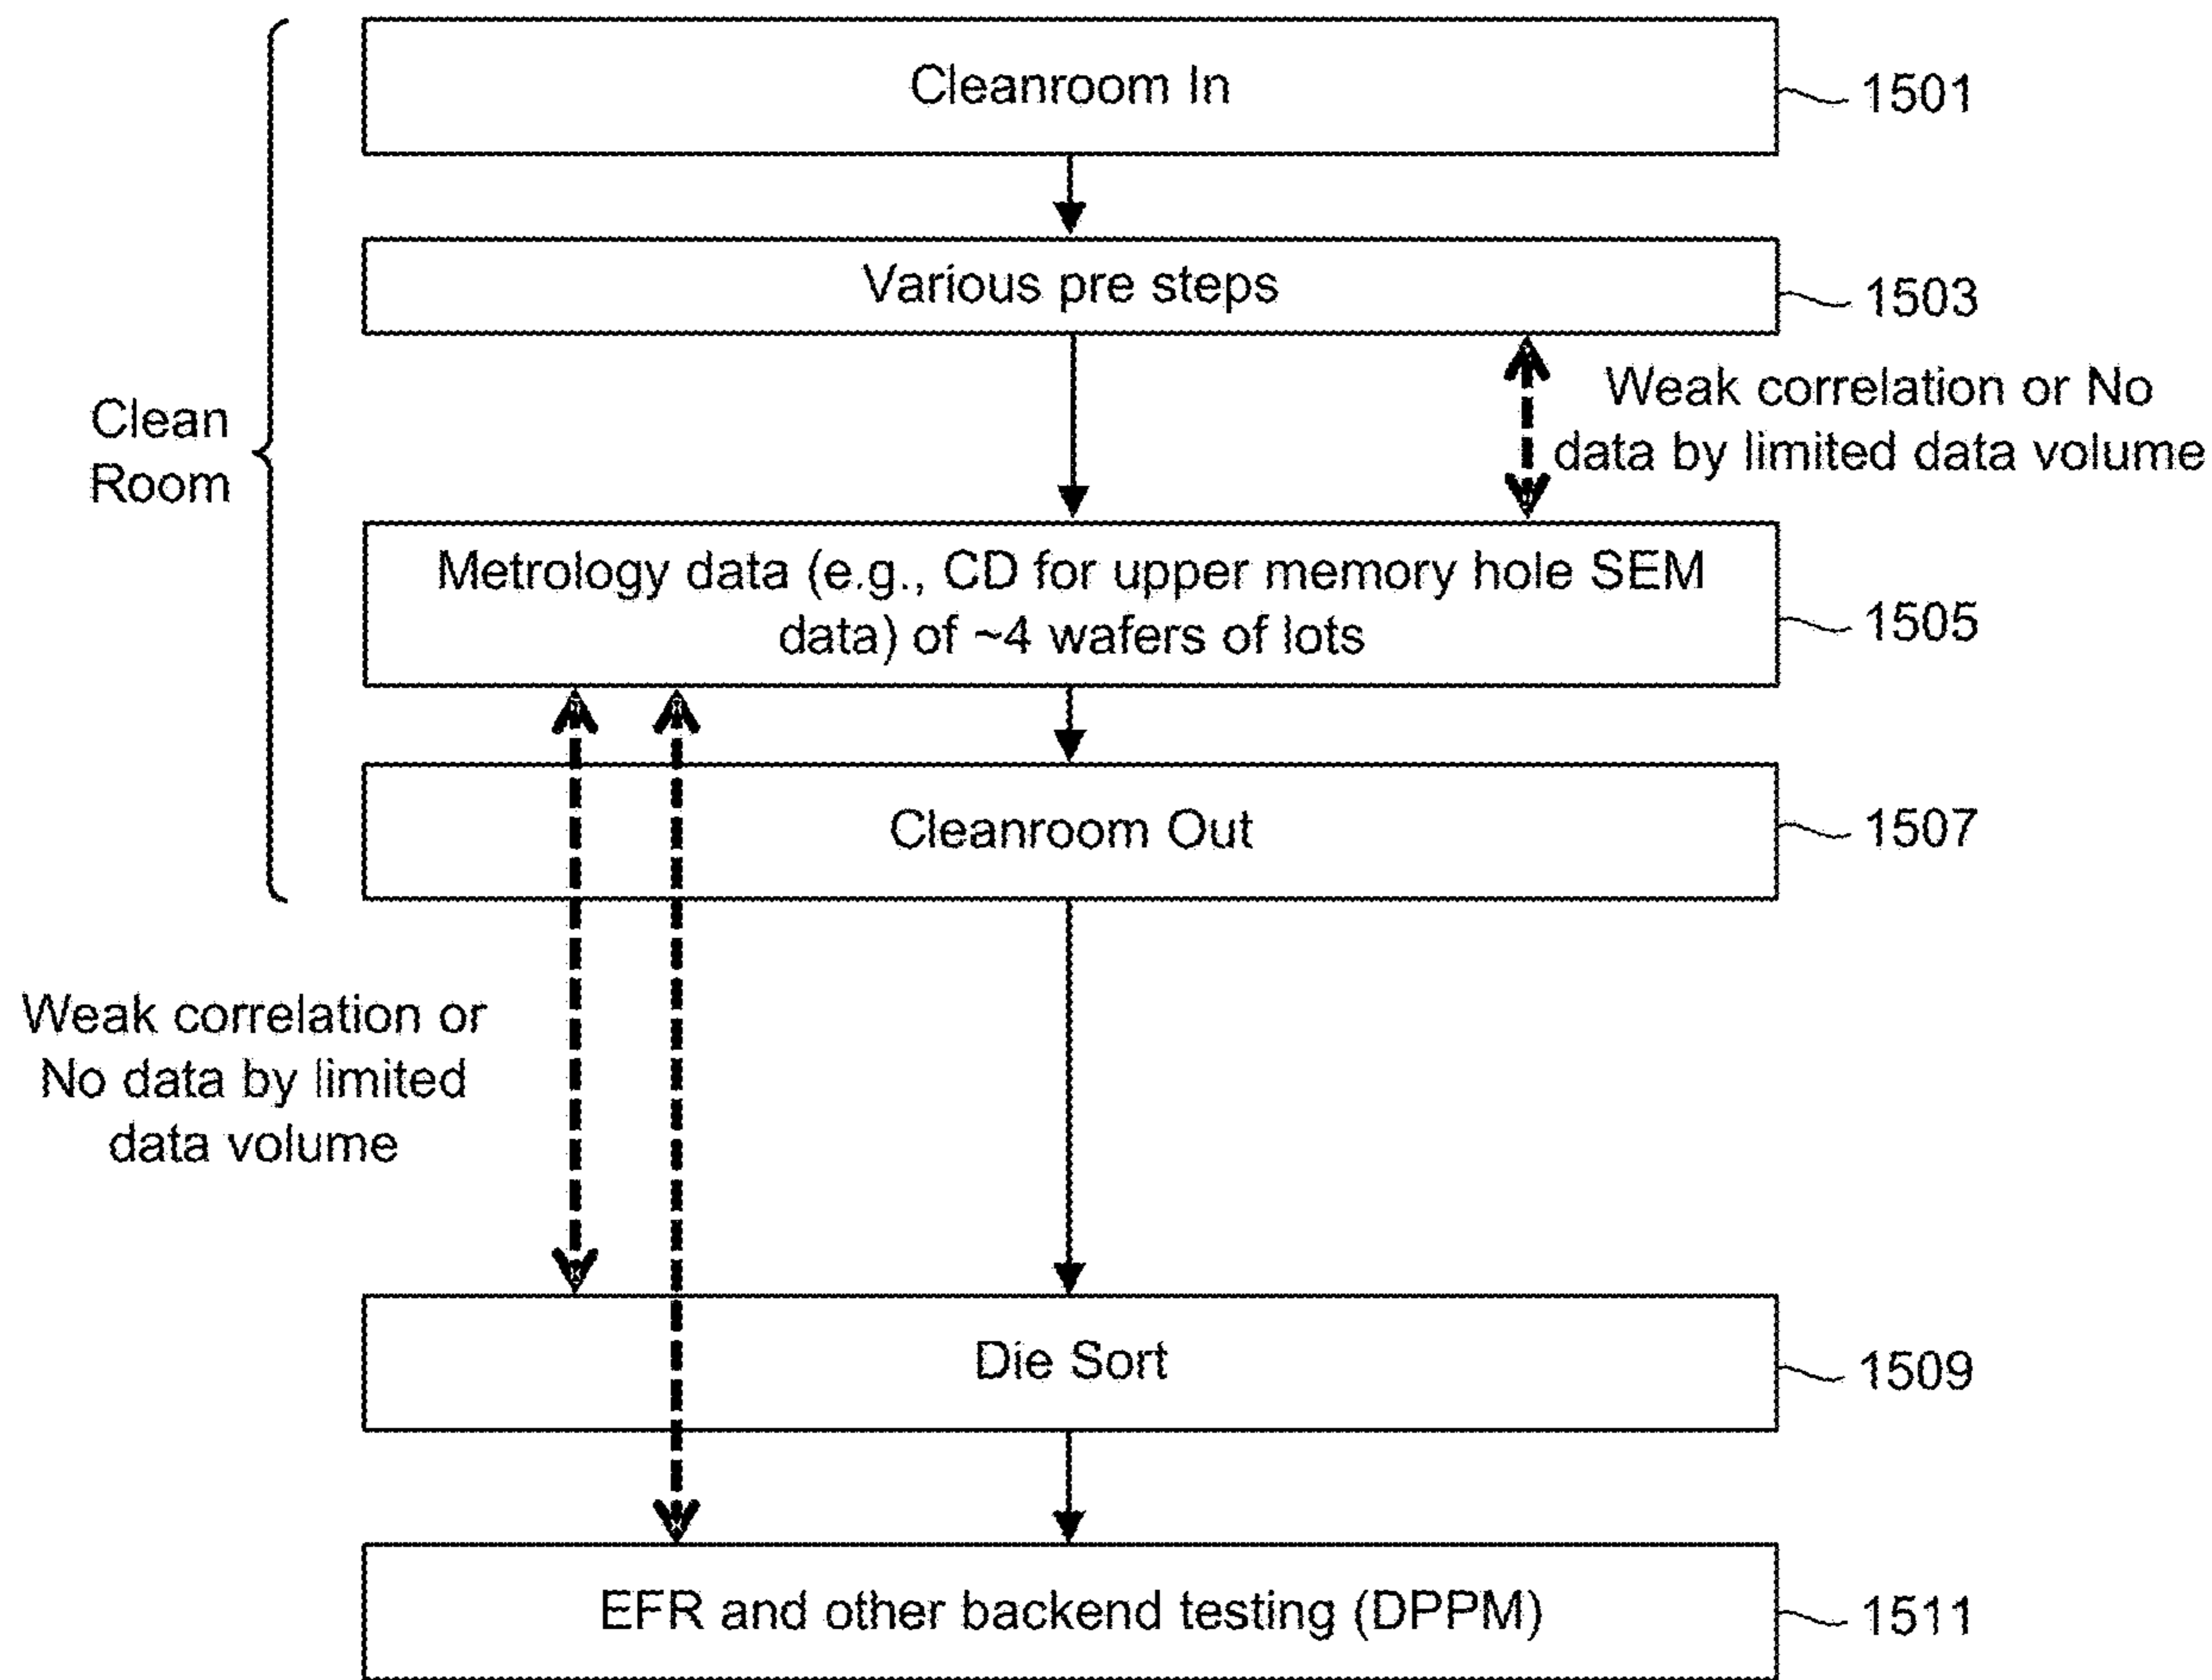 Cleanroom In
1501
Various pre steps
1503
Clean
Room
Weak correlation or No
data by limited data volume
Metrology data (e.g., CD for upper memory hole SEM
data) of ~4 wafers of lots
1505
Cleanroom Out
1507
Weak correlation or
No data by limited
data volume
Die Sort
1509
EFR and other backend testing (DPPM)
1511